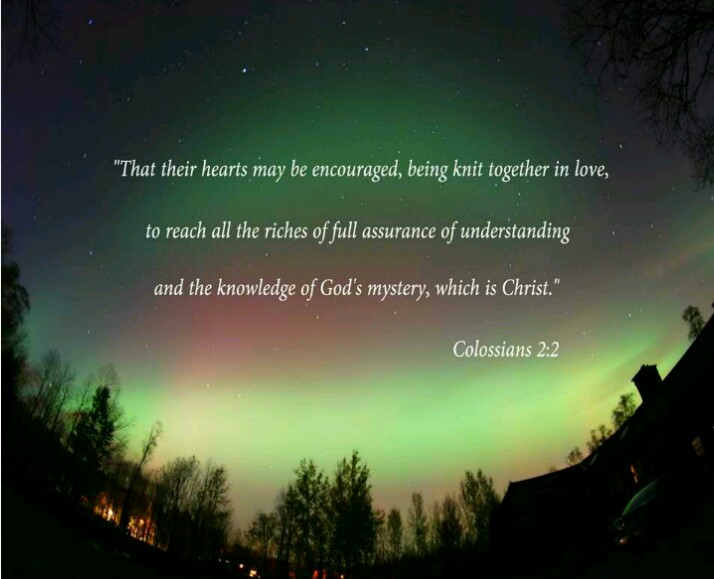 "That their hearts may be encouraged, being knit together in love,
to reach all the riches of full assurance of understanding
and the knowledge of God's mystery, which is Christ."
Colossians 2:2